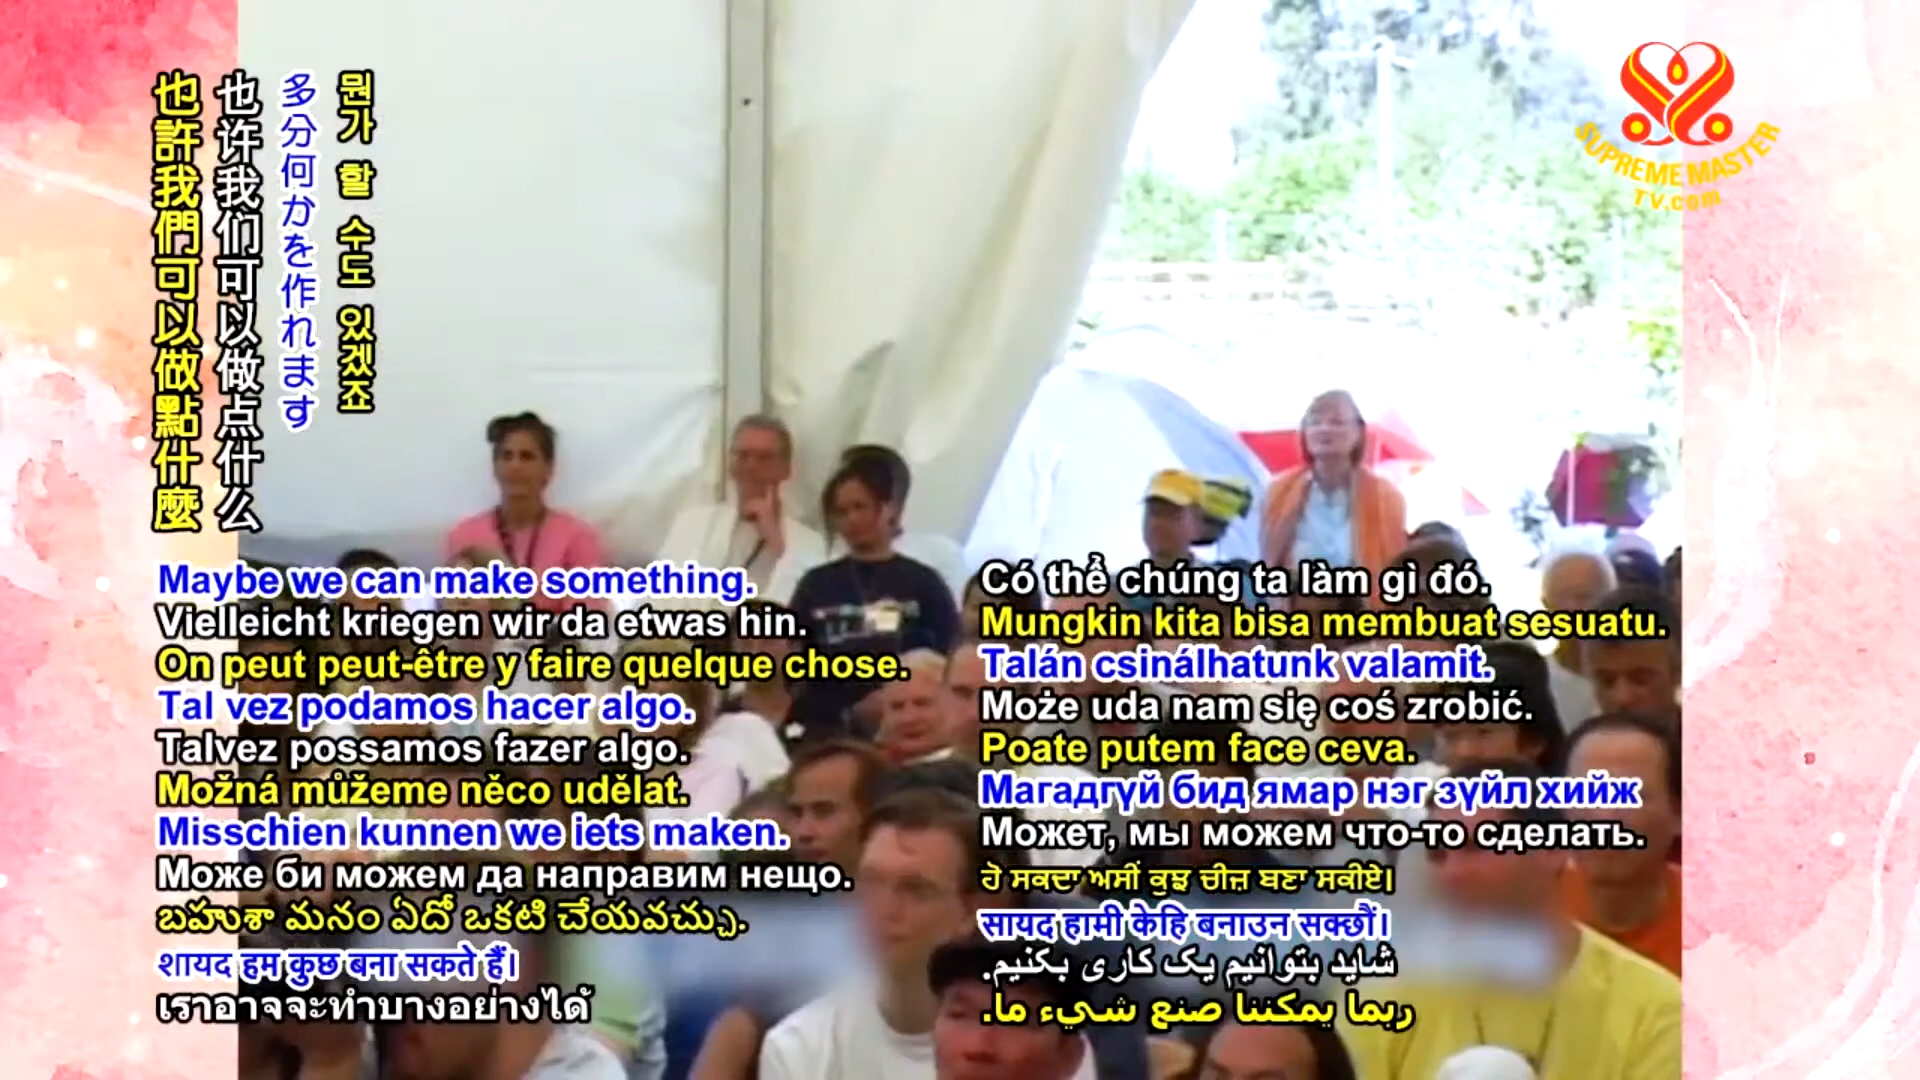 也許我們可以做點什麼
也许我们可以做点什么
多分何かを作れます
뭔가 할 수도 있겠죠
SUPREME MASTER
TV.com
Maybe we can make something.
Vielleicht kriegen wir da etwas hin.
On peut peut-être y faire quelque chose.
Tal vez podamos hacer algo.
Talvez possamos fazer algo.
Možná můžeme něco udělat.
Misschien kunnen we iets maken.
Може би можем да направим нещо.
బహుశా మనం ఏదో ఒకటి చేయవచ్చు.
शायद हम कुछ बना सकते हैं।
เราอาจจะทำบางอย่างได้
Có thể chúng ta làm gì đó.
Mungkin kita bisa membuat sesuatu.
Talán csinálhatunk valamit.
Może uda nam się coś zrobić.
Poate putem face ceva.
Магадгүй бид ямар нэг зүйл хийж
Может, мы можем что-то сделать.
ਹੋ ਸਕਦਾ ਅਸੀਂ ਕੁਝ ਚੀਜ਼ ਬਣਾ ਸਕੀਏ।
सायद हामी केहि बनाउन सक्छौं।
شاید بتوانیم یک کاری بکنیم.
ربما يمكننا صنع شيء ما.